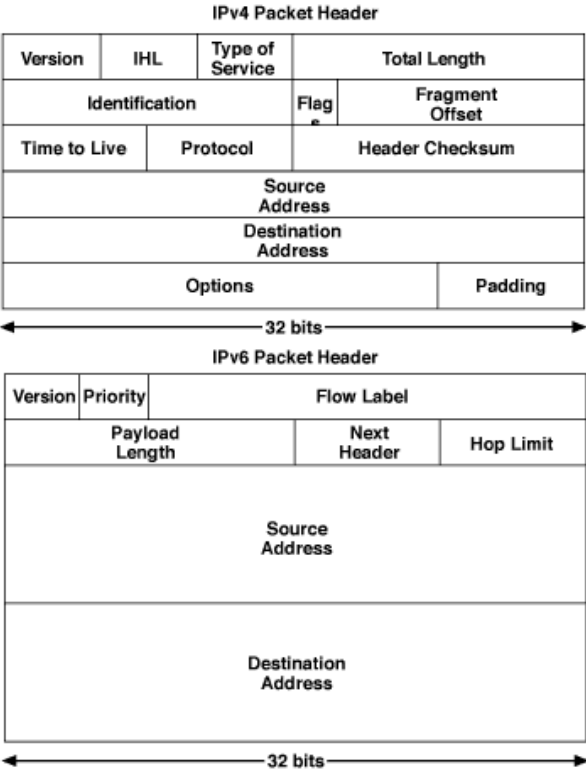 IPv4 Packet Header
Version IHL Type of Service Total Length
Identification Flags Fragment Offset
Time to Live Protocol Header Checksum
Source
Address
Destination
Address
Options Padding
32 bits
IPv6 Packet Header
Version Priority Flow Label
Payload Length Next Header Hop Limit
Source
Address
Destination
Address
32 bits